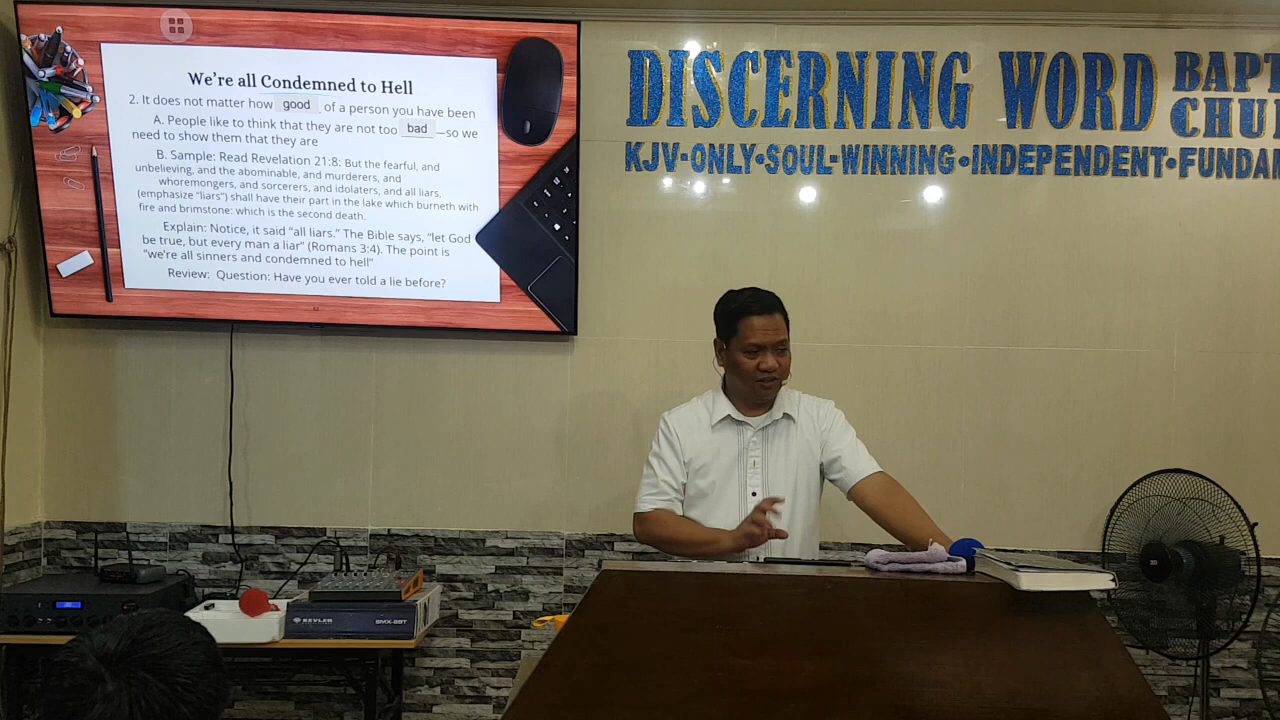 We're all Condemned to Hell
2. It does not matter how good of a person you have been
A. People like to think that they are not too bad—so we
need to show them that they are
B. Sample: Read Revelation 21:8: But the fearful, and
unbelieving, and the abominable, and murderers, and
whoremongers, and sorcerers, and idolaters, and all liars,
(emphasize "liars") shall have their part in the lake which burneth with
fire and brimstone: which is the second death.
Explain: Notice, it said "all liars." The Bible says, "let God
be true, but every man a liar" (Romans 3:4). The point is
"we're all sinners and condemned to hell"
Review: Question: Have you ever told a lie before?
DISCERNING WORD BAPT
CHU
KJV-ONLY•SOUL-WINNING•INDEPENDENT•FUNDA
KEVLER
GMX-8BT